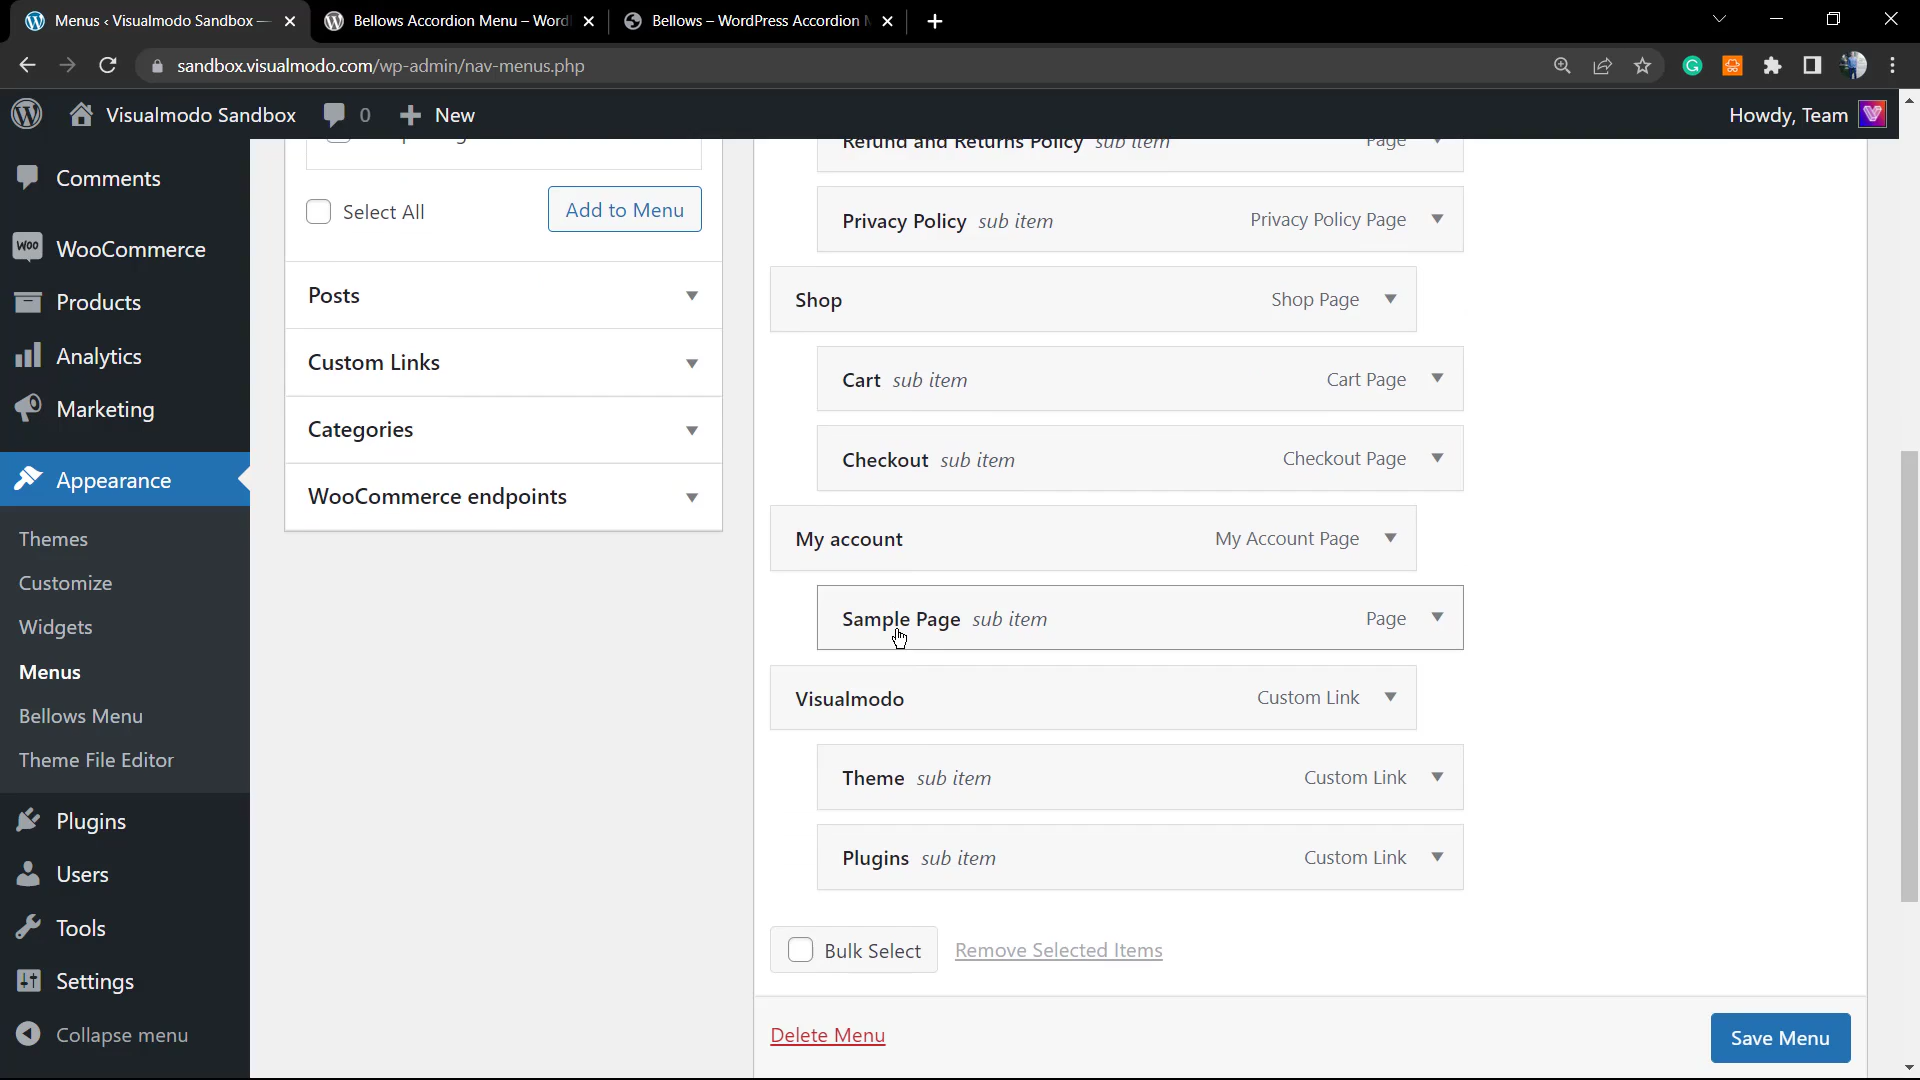 Menus ‹ Visualmodo Sandbox —
Bellows Accordion Menu – Word
Bellows – WordPress Accordion M
sandbox.visualmodo.com/wp-admin/nav-menus.php
Visualmodo Sandbox
0
New
Howdy, Team
Comments
WooCommerce
Products
Analytics
Marketing
Appearance
Themes
Customize
Widgets
Menus
Bellows Menu
Theme File Editor
Plugins
Users
Tools
Settings
Collapse menu
Select All
Add to Menu
Posts
Custom Links
Categories
WooCommerce endpoints
Refund and Returns Policy sub item Page
Privacy Policy sub item Privacy Policy Page
Shop Shop Page
Cart sub item Cart Page
Checkout sub item Checkout Page
My account My Account Page
Sample Page sub item Page
Visualmodo Custom Link
Theme sub item Custom Link
Plugins sub item Custom Link
Bulk Select Remove Selected Items
Delete Menu
Save Menu